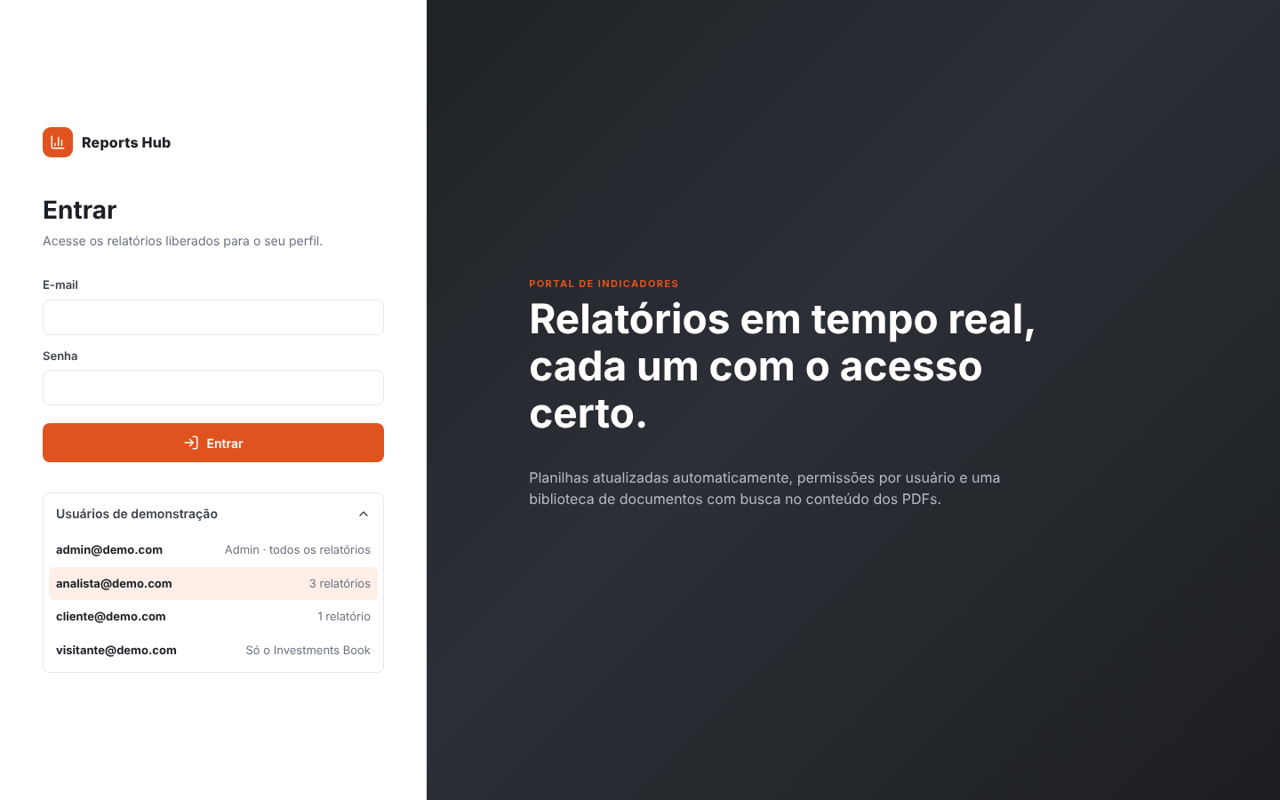 Reports Hub
Entrar
Acesse os relatórios liberados para o seu perfil.
E-mail
Senha
Entrar
Usuários de demonstração
admin@demo.com Admin · todos os relatórios
analista@demo.com 3 relatórios
cliente@demo.com 1 relatório
visitante@demo.com Só o Investments Book
PORTAL DE INDICADORES
Relatórios em tempo real,
cada um com o acesso
certo.
Planilhas atualizadas automaticamente, permissões por usuário e uma
biblioteca de documentos com busca no conteúdo dos PDFs.